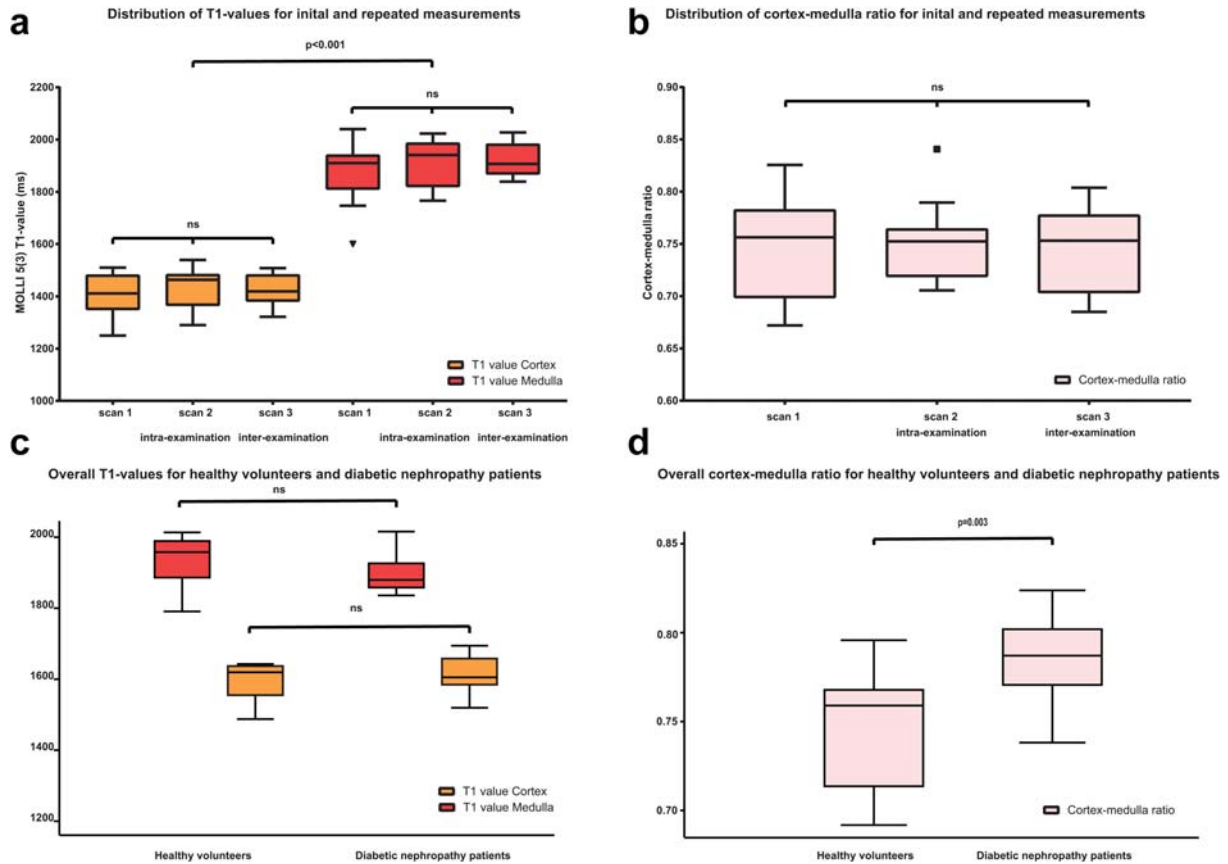 a
Distribution of T1-values for inital and repeated measurements
p<0.001
ns
ns
MOLLI 5(3) T1-value (ms)
2200
2000
1800
1600
1400
1200
1000
T1 value Cortex
T1 value Medulla
scan 1 scan 2 scan 3 scan 1 scan 2 scan 3
intra-examination inter-examination intra-examination inter-examination
b
Distribution of cortex-medulla ratio for inital and repeated measurements
ns
Cortex-medulla ratio
0.90
0.85
0.80
0.75
0.70
0.65
0.60
Cortex-medulla ratio
scan 1 scan 2 scan 3
intra-examination inter-examination
c
Overall T1-values for healthy volunteers and diabetic nephropathy patients
ns
ns
2000
1800
1600
1400
1200
T1 value Cortex
T1 value Medulla
Healthy volunteers Diabetic nephropathy patients
d
Overall cortex-medulla ratio for healthy volunteers and diabetic nephropathy patients
p=0.003
0.85
0.80
0.75
0.70
Cortex-medulla ratio
Healthy volunteers Diabetic nephropathy patients